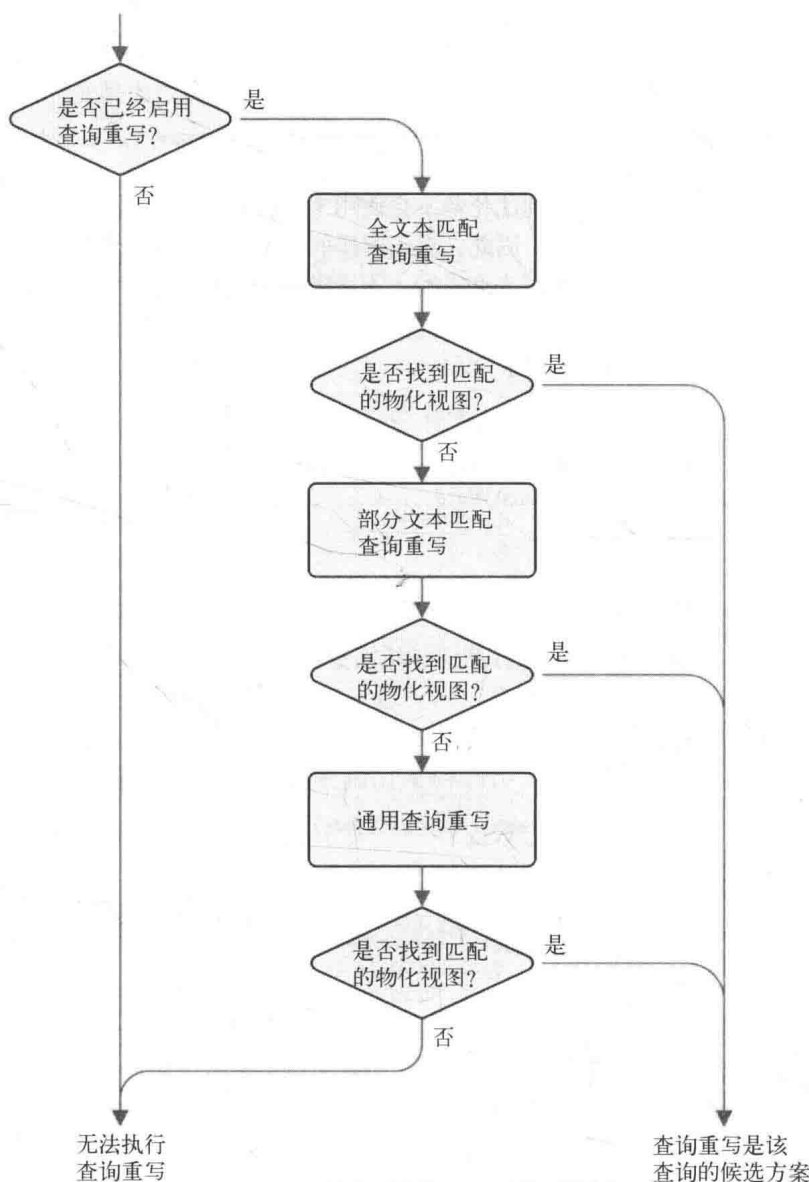 是否已经启用
查询重写?
是
否
全文本匹配
查询重写
是否找到匹配
的物化视图?
是
否
部分文本匹配
查询重写
是否找到匹配
的物化视图?
是
否
通用查询重写
是否找到匹配
的物化视图?
是
否
无法执行
查询重写
查询重写是该
查询的候选方案